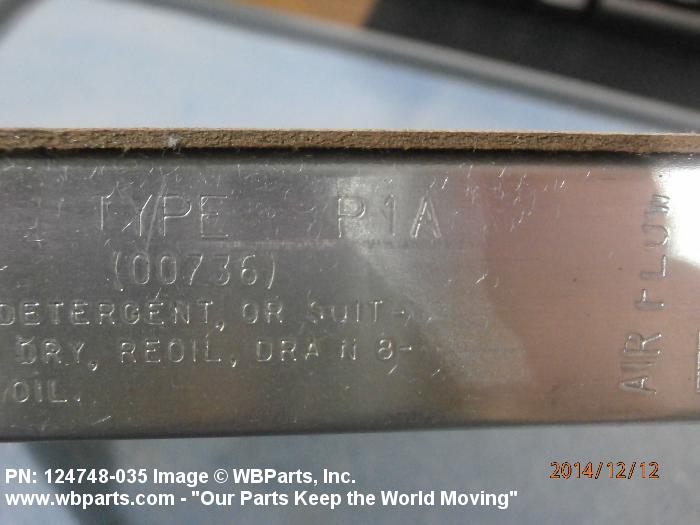 TYPE P1A
(00736)
DETERGENT, OR SUIT-
DRY, REOIL, DRAIN 8-
OIL.
AIR FLOW
PN: 124748-035 Image © WBParts, Inc.
www.wbparts.com - "Our Parts Keep the World Moving"
2014/12/12